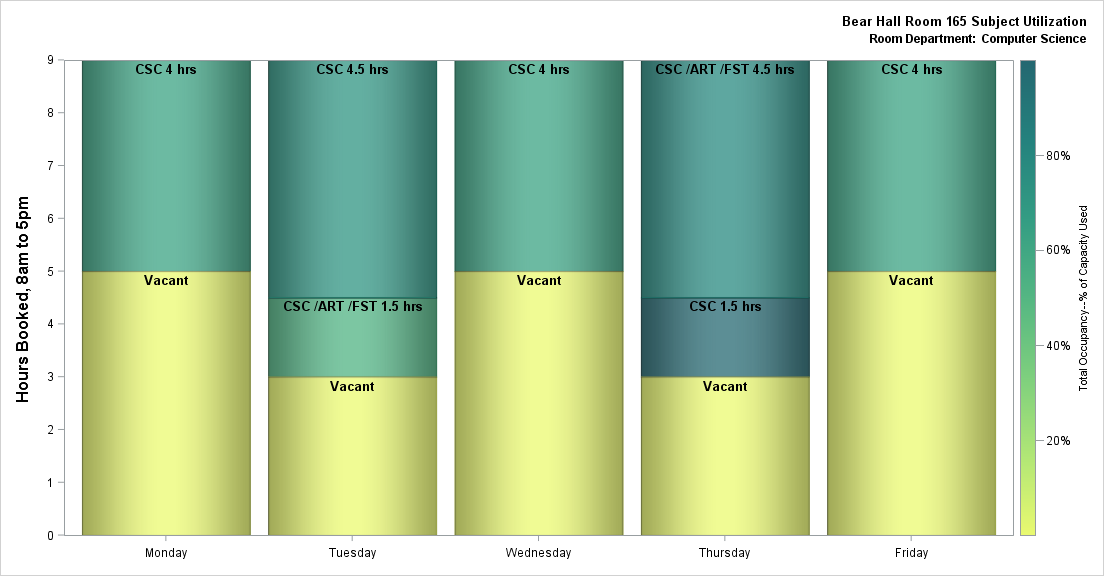 Bear Hall Room 165 Subject Utilization
Room Department: Computer Science
Hours Booked, 8am to 5pm
9
8
7
6
5
4
3
2
1
0
CSC 4 hrs
Vacant
CSC 4.5 hrs
CSC /ART /FST 1.5 hrs
Vacant
CSC 4 hrs
Vacant
CSC /ART /FST 4.5 hrs
CSC 1.5 hrs
Vacant
CSC 4 hrs
Vacant
Monday
Tuesday
Wednesday
Thursday
Friday
80%
60%
40%
20%
Total Occupancy--% of Capacity Used